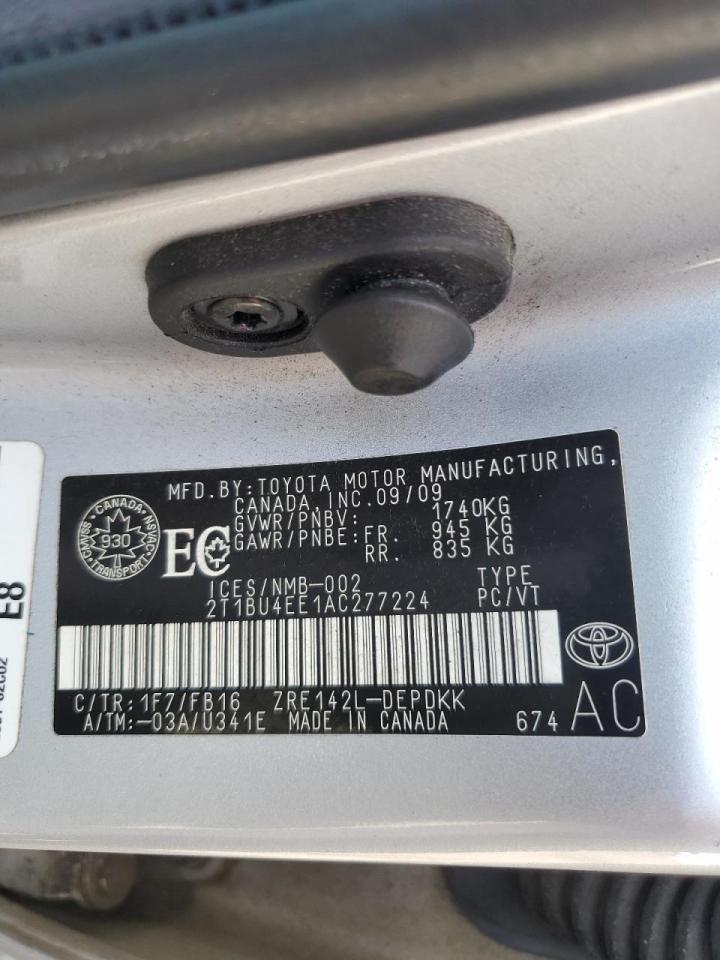 MFD.BY:TOYOTA MOTOR MANUFACTURING,
CANADA,INC.09/09
GVWR/PNBV: 1740KG
GAWR/PNBE: FR. 945 KG
RR. 835 KG
CANADA
CMVSS
NSVAC
930
TRANSPORT
EC
ICES/NMB-002 TYPE
2T1BU4EE1AC277224 PC/VT
C/TR:1F7/FB16 ZRE142L-DEPDKK
A/TM:-03A/U341E MADE IN CANADA 674
AC
E8